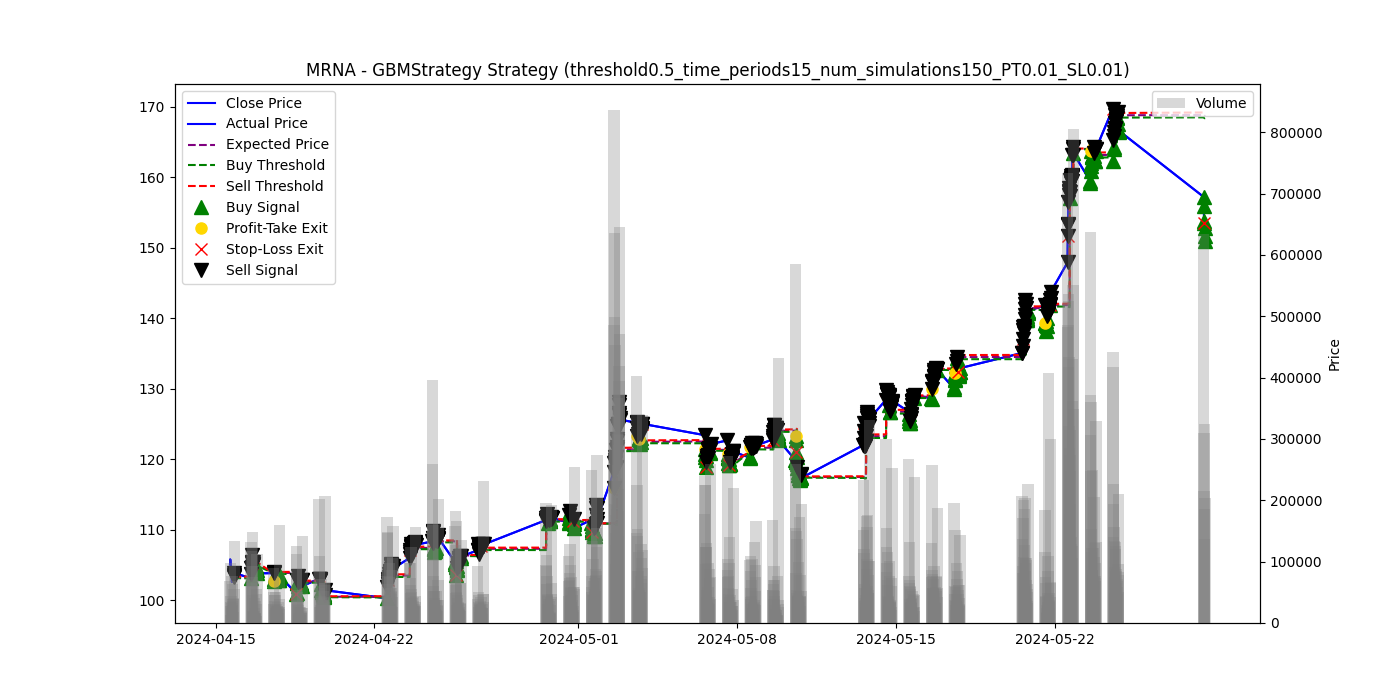 MRNA - GBMStrategy Strategy (threshold0.5_time_periods15_num_simulations150_PT0.01_SL0.01)
Close Price
Actual Price
Expected Price
Buy Threshold
Sell Threshold
Buy Signal
Profit-Take Exit
Stop-Loss Exit
Sell Signal
Volume
170
160
150
140
130
120
110
100
800000
700000
600000
500000
400000
300000
200000
100000
0
Price
2024-04-15
2024-04-22
2024-05-01
2024-05-08
2024-05-15
2024-05-22